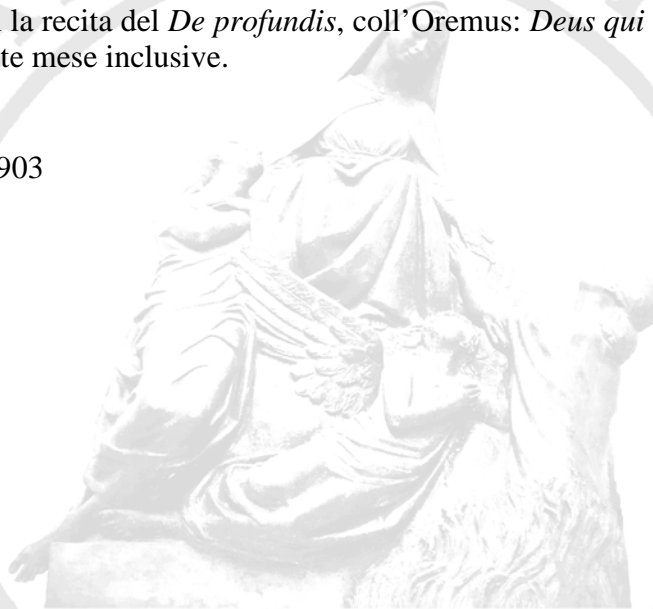 la recita del De profundis, coll’Oremus: Deus qui
te mese inclusive.
903